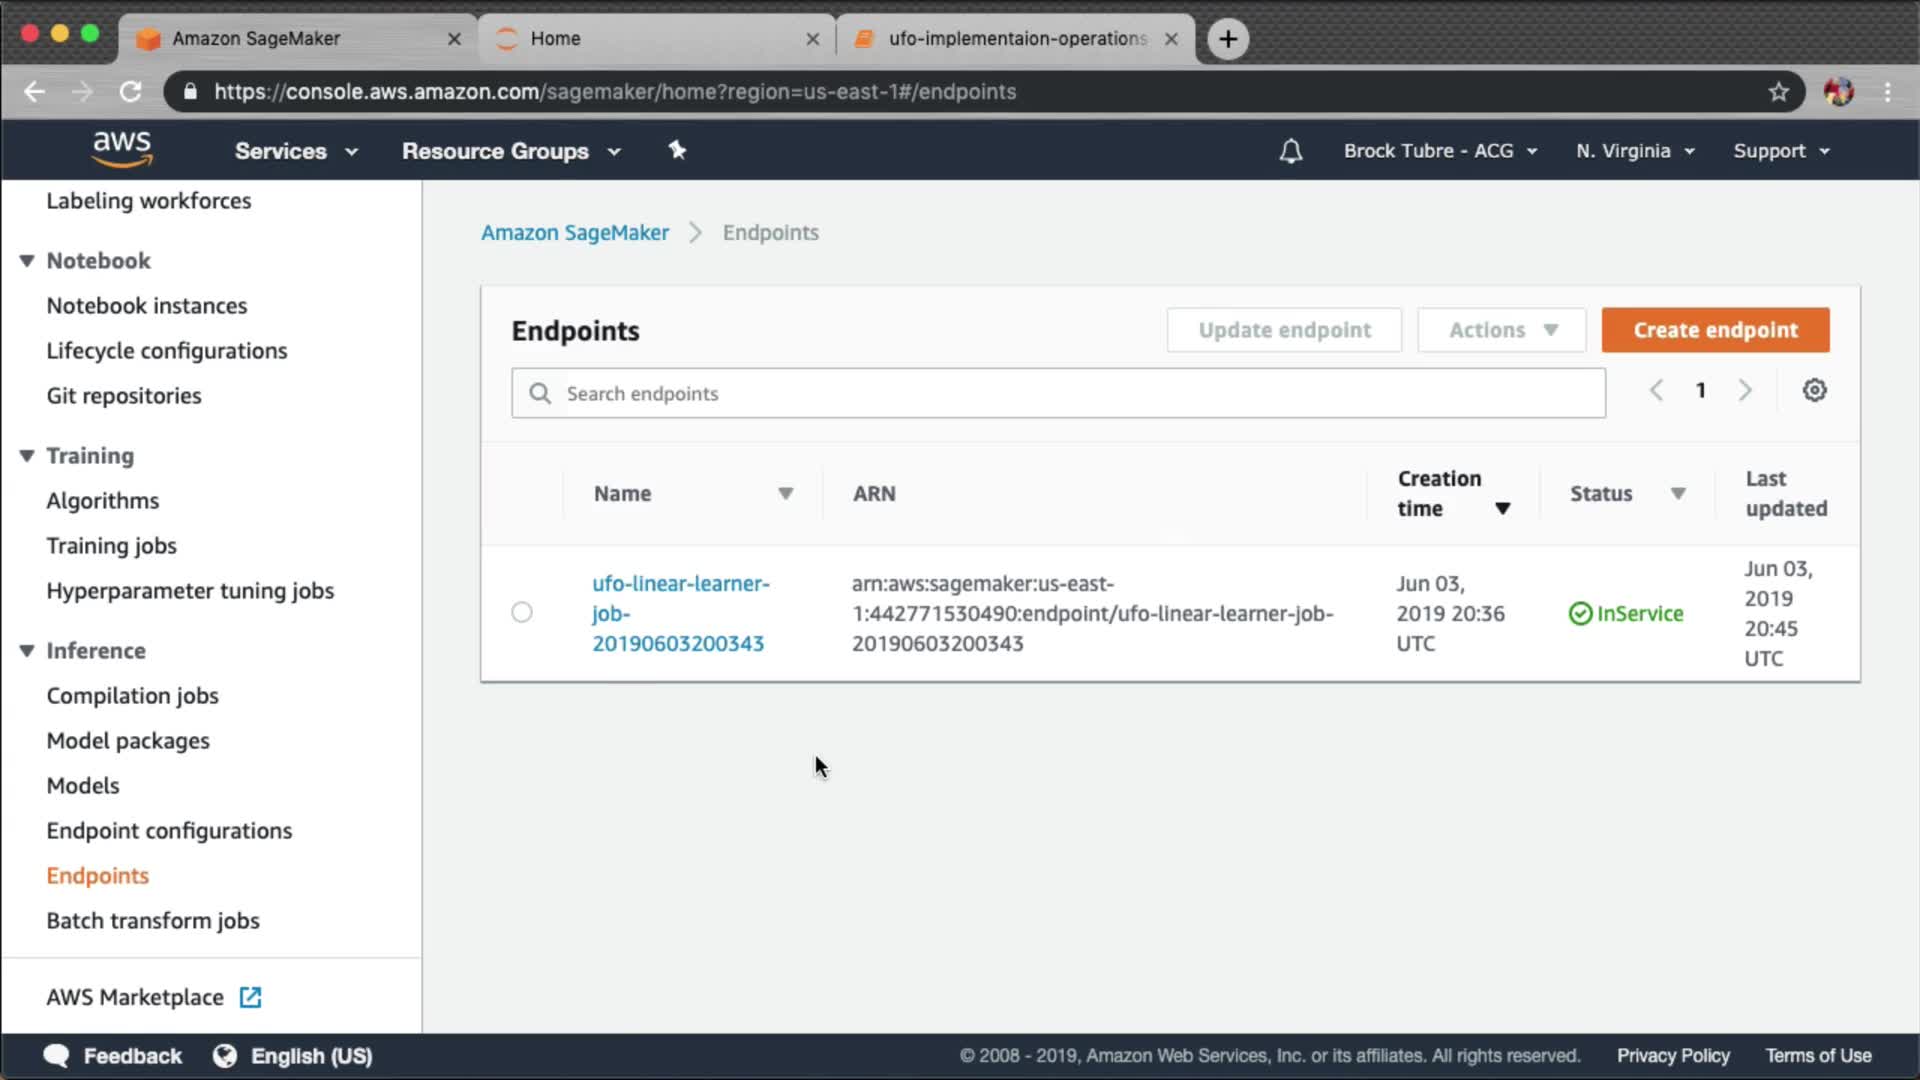 Amazon SageMaker
Home
ufo-implementaion-operations
https://console.aws.amazon.com/sagemaker/home?region=us-east-1#/endpoints
aws
Services
Resource Groups
Brock Tubre - ACG
N. Virginia
Support
Labeling workforces
Notebook
Notebook instances
Lifecycle configurations
Git repositories
Training
Algorithms
Training jobs
Hyperparameter tuning jobs
Inference
Compilation jobs
Model packages
Models
Endpoint configurations
Endpoints
Batch transform jobs
AWS Marketplace
Amazon SageMaker
Endpoints
Endpoints
Update endpoint
Actions
Create endpoint
Search endpoints
1
Name
ARN
Creation
time
Status
Last
updated
ufo-linear-learner-
job-
20190603200343
arn:aws:sagemaker:us-east-
1:442771530490:endpoint/ufo-linear-learner-job-
20190603200343
Jun 03,
2019 20:36
UTC
InService
Jun 03,
2019
20:45
UTC
Feedback
English (US)
© 2008 - 2019, Amazon Web Services, Inc. or its affiliates. All rights reserved.
Privacy Policy
Terms of Use